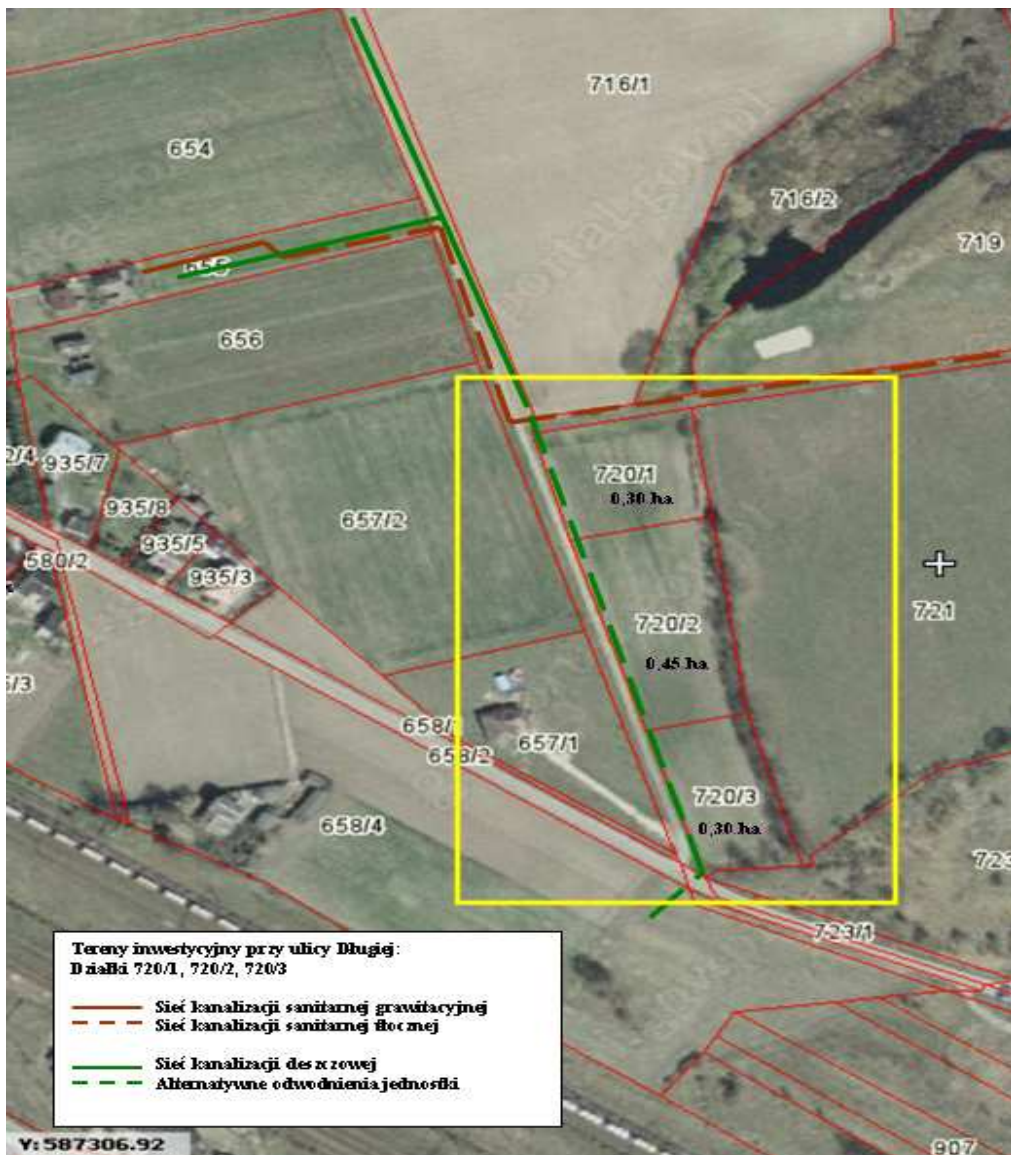 716/1
654
716/2
719
656
720/1
2/4
935/7
0,30 ha
935/8
657/2
935/5
580/2
935/3
721
720/2
0,45 ha
658/2
657/1
720/3
658/4
0,30 ha
723/1
Tereny inwestycyjny przy ulicy Długiej:
Działki 720/1, 720/2, 720/3
Sieć kanalizacji sanitarnej grawitacyjnej
Sieć kanalizacji sanitarnej tłocznej
Sieć kanalizacji deszczowej
Alternatywne odwodnienia jednostki
Y: 587306.92
907